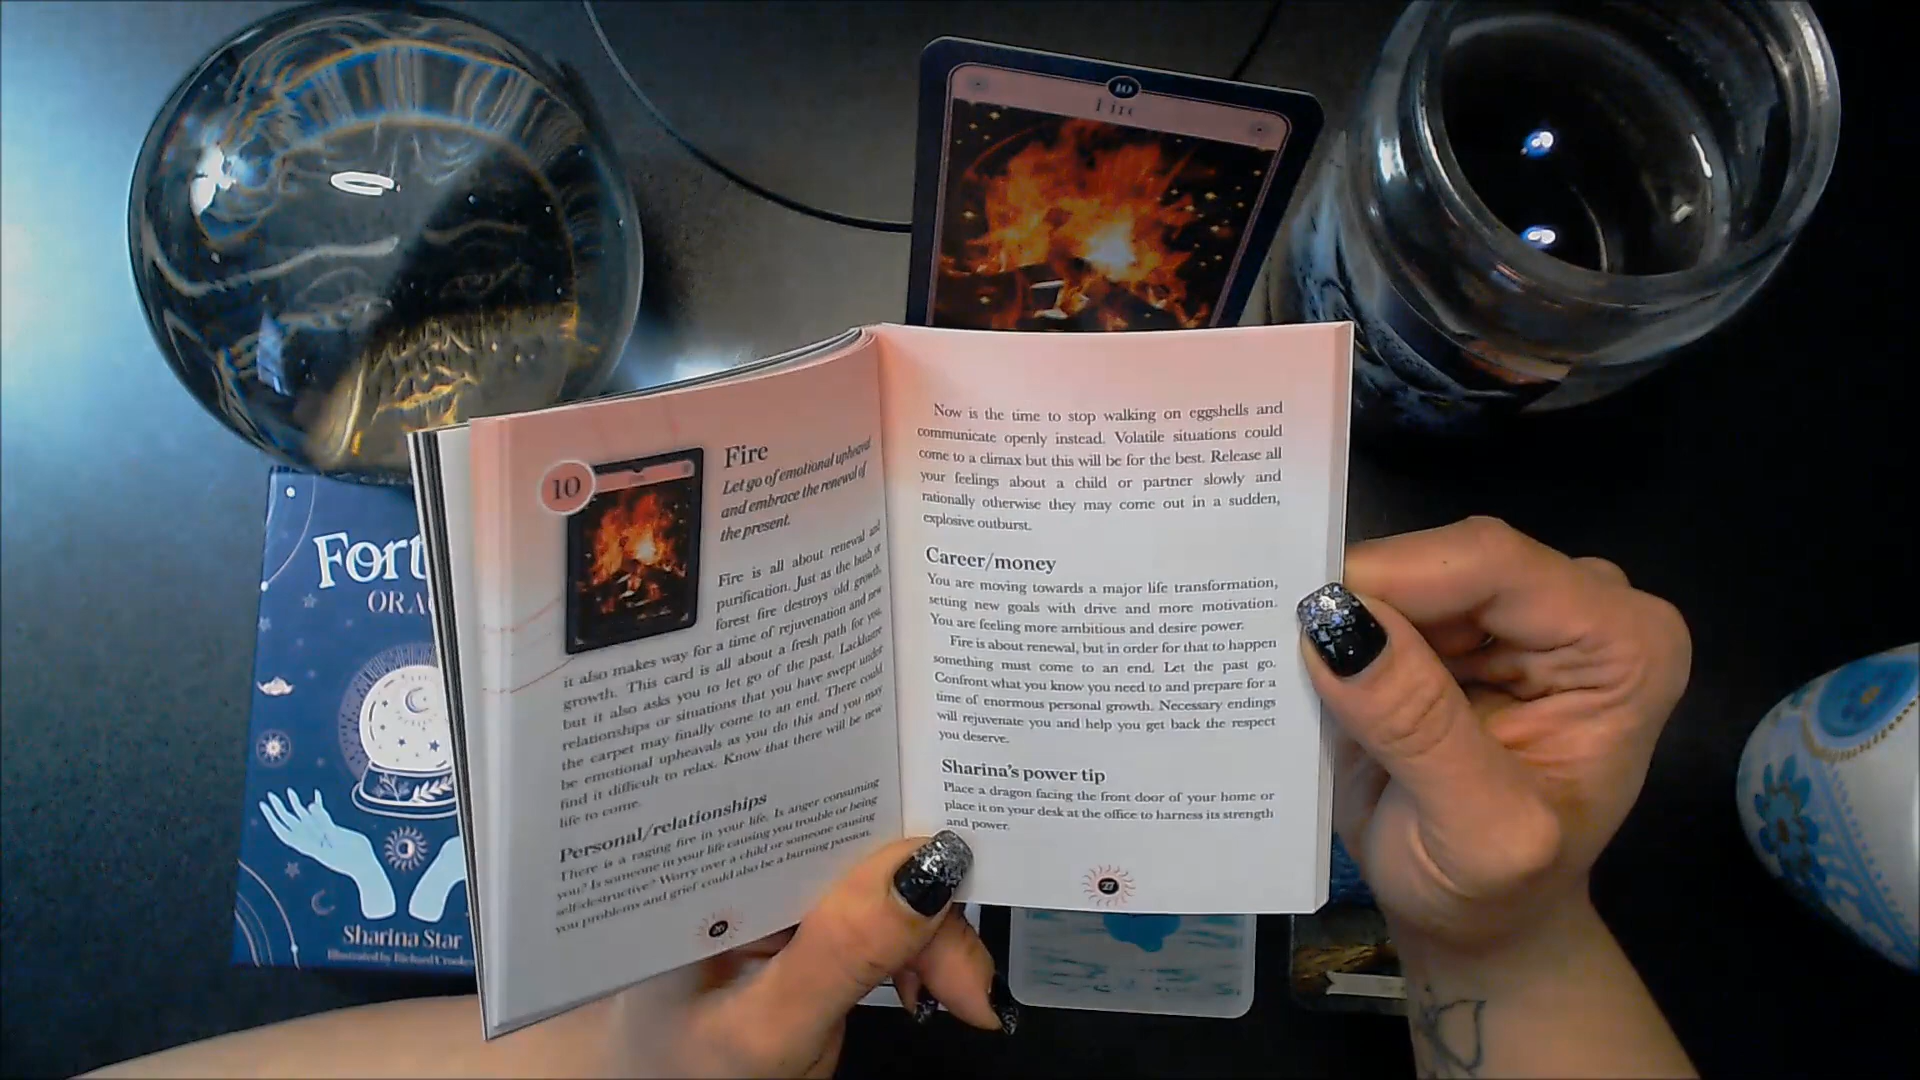 10
Fire
10
Fire
Let go of emotional upheaval
and embrace the renewal of
the present.
Fire is all about renewal and
purification. Just as the bush or
forest fire destroys old growth,
it also makes way for a time of rejuvenation and new
growth. This card is all about a fresh path for you,
but it also asks you to let go of the past. Lacklustre
relationships or situations that you have swept under
the carpet may finally come to an end. There could
be emotional upheavals as you do this and you may
find it difficult to relax. Know that there will be new
life to come.
Personal/relationships
There is a raging fire in your life. Is anger consuming
you? Is someone in your life causing you trouble or being
self-destructive? Worry over a child or someone causing
you problems and grief could also be a burning passion.
26
Now is the time to stop walking on eggshells and
communicate openly instead. Volatile situations could
come to a climax but this will be for the best. Release all
your feelings about a child or partner slowly and
rationally otherwise they may come out in a sudden,
explosive outburst.
Career/money
You are moving towards a major life transformation,
setting new goals with drive and more motivation.
You are feeling more ambitious and desire power.
Fire is about renewal, but in order for that to happen
something must come to an end. Let the past go.
Confront what you know you need to and prepare for a
time of enormous personal growth. Necessary endings
will rejuvenate you and help you get back the respect
you deserve.
Sharina's power tip
Place a dragon facing the front door of your home or
place it on your desk at the office to harness its strength
and power.
27
Fort
ORA
Sharina Star
Illustrated by Richard